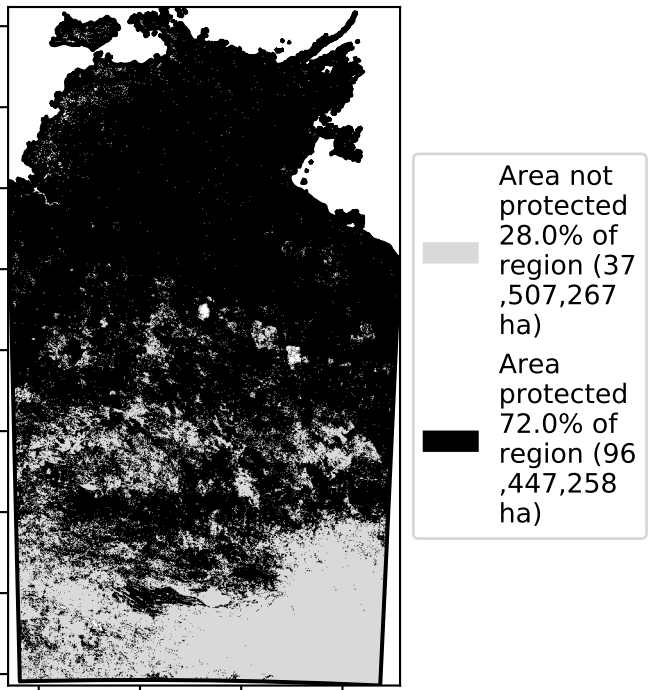 Area not
protected
28.0% of
region (37
,507,267
ha)
Area
protected
72.0% of
region (96
,447,258
ha)